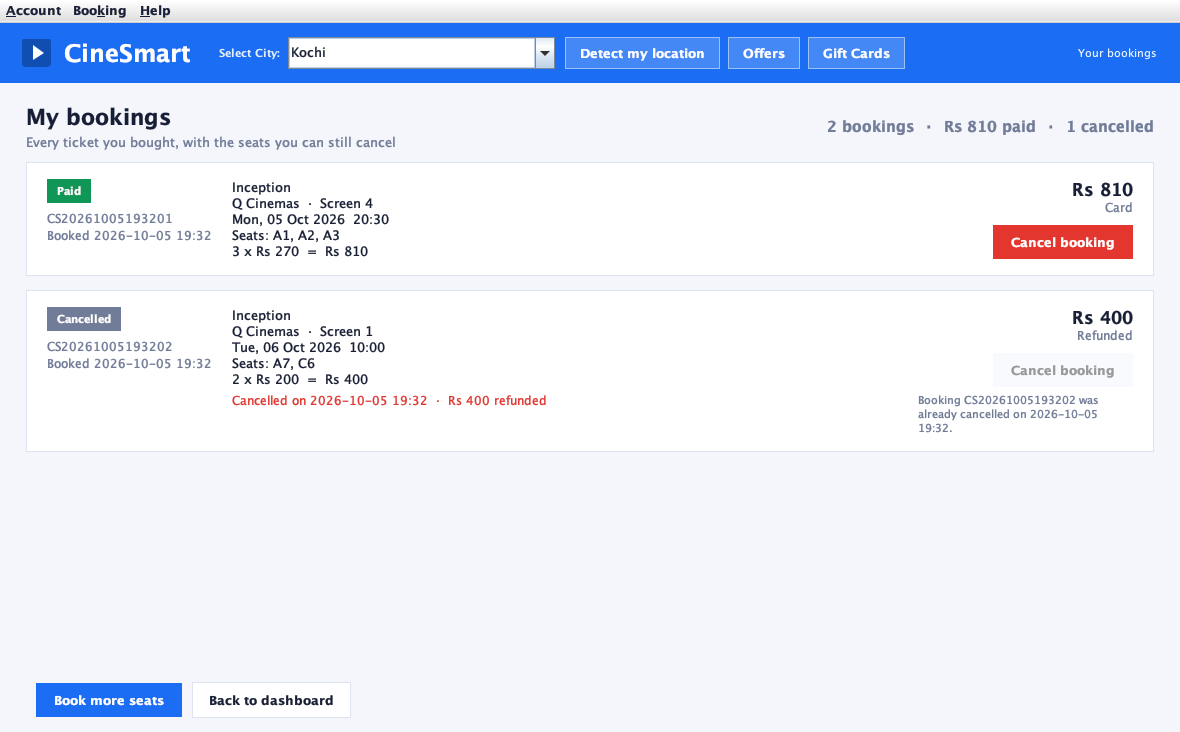 Account Booking Help
CineSmart Select City: Kochi Detect my location Offers Gift Cards Your bookings
My bookings
Every ticket you bought, with the seats you can still cancel
2 bookings · Rs 810 paid · 1 cancelled
Paid
CS20261005193201
Booked 2026-10-05 19:32
Inception
Q Cinemas · Screen 4
Mon, 05 Oct 2026 20:30
Seats: A1, A2, A3
3 x Rs 270 = Rs 810
Rs 810
Card
Cancel booking
Cancelled
CS20261005193202
Booked 2026-10-05 19:32
Inception
Q Cinemas · Screen 1
Tue, 06 Oct 2026 10:00
Seats: A7, C6
2 x Rs 200 = Rs 400
Cancelled on 2026-10-05 19:32 · Rs 400 refunded
Rs 400
Refunded
Cancel booking
Booking CS20261005193202 was
already cancelled on 2026-10-05
19:32.
Book more seats Back to dashboard